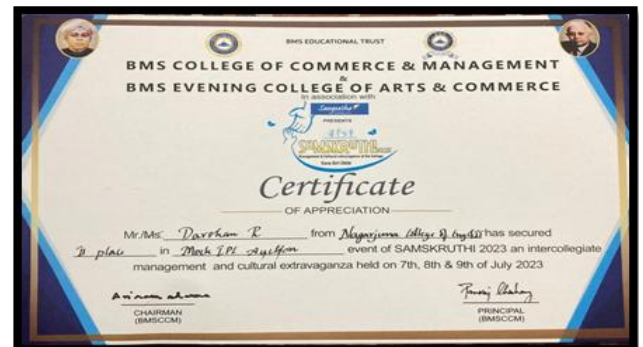 BMS EDUCATIONAL TRUST
BMS COLLEGE OF COMMERCE & MANAGEMENT
&
BMS EVENING COLLEGE OF ARTS & COMMERCE
In association with
Sampratha
PRESENTS
SAMSKRUTHI
Certificate
OF APPRECIATION
Mr/Ms. Darshan R from Nagarjuna College of has secured
II place in Mock IPL Auction event of SAMSKRUTHI 2023 an intercollegiate
management and cultural extravaganza held on 7th, 8th & 9th of July 2023
CHAIRMAN PRINCIPAL
(BMSCCM) (BMSCCM)